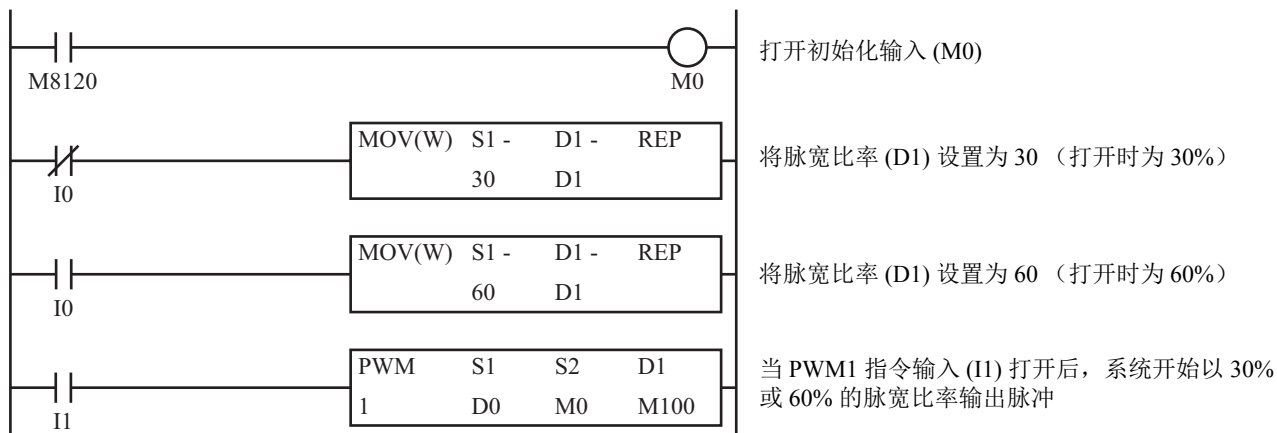 M8120
M0
打开初始化输入 (M0)
I0
MOV(W) S1 - D1 - REP
30 D1
将脉宽比率 (D1) 设置为 30 （打开时为 30%）
I0
MOV(W) S1 - D1 - REP
60 D1
将脉宽比率 (D1) 设置为 60 （打开时为 60%）
I1
PWM S1 S2 D1
1 D0 M0 M100
当 PWM1 指令输入 (I1) 打开后，系统开始以 30%
或 60% 的脉宽比率输出脉冲